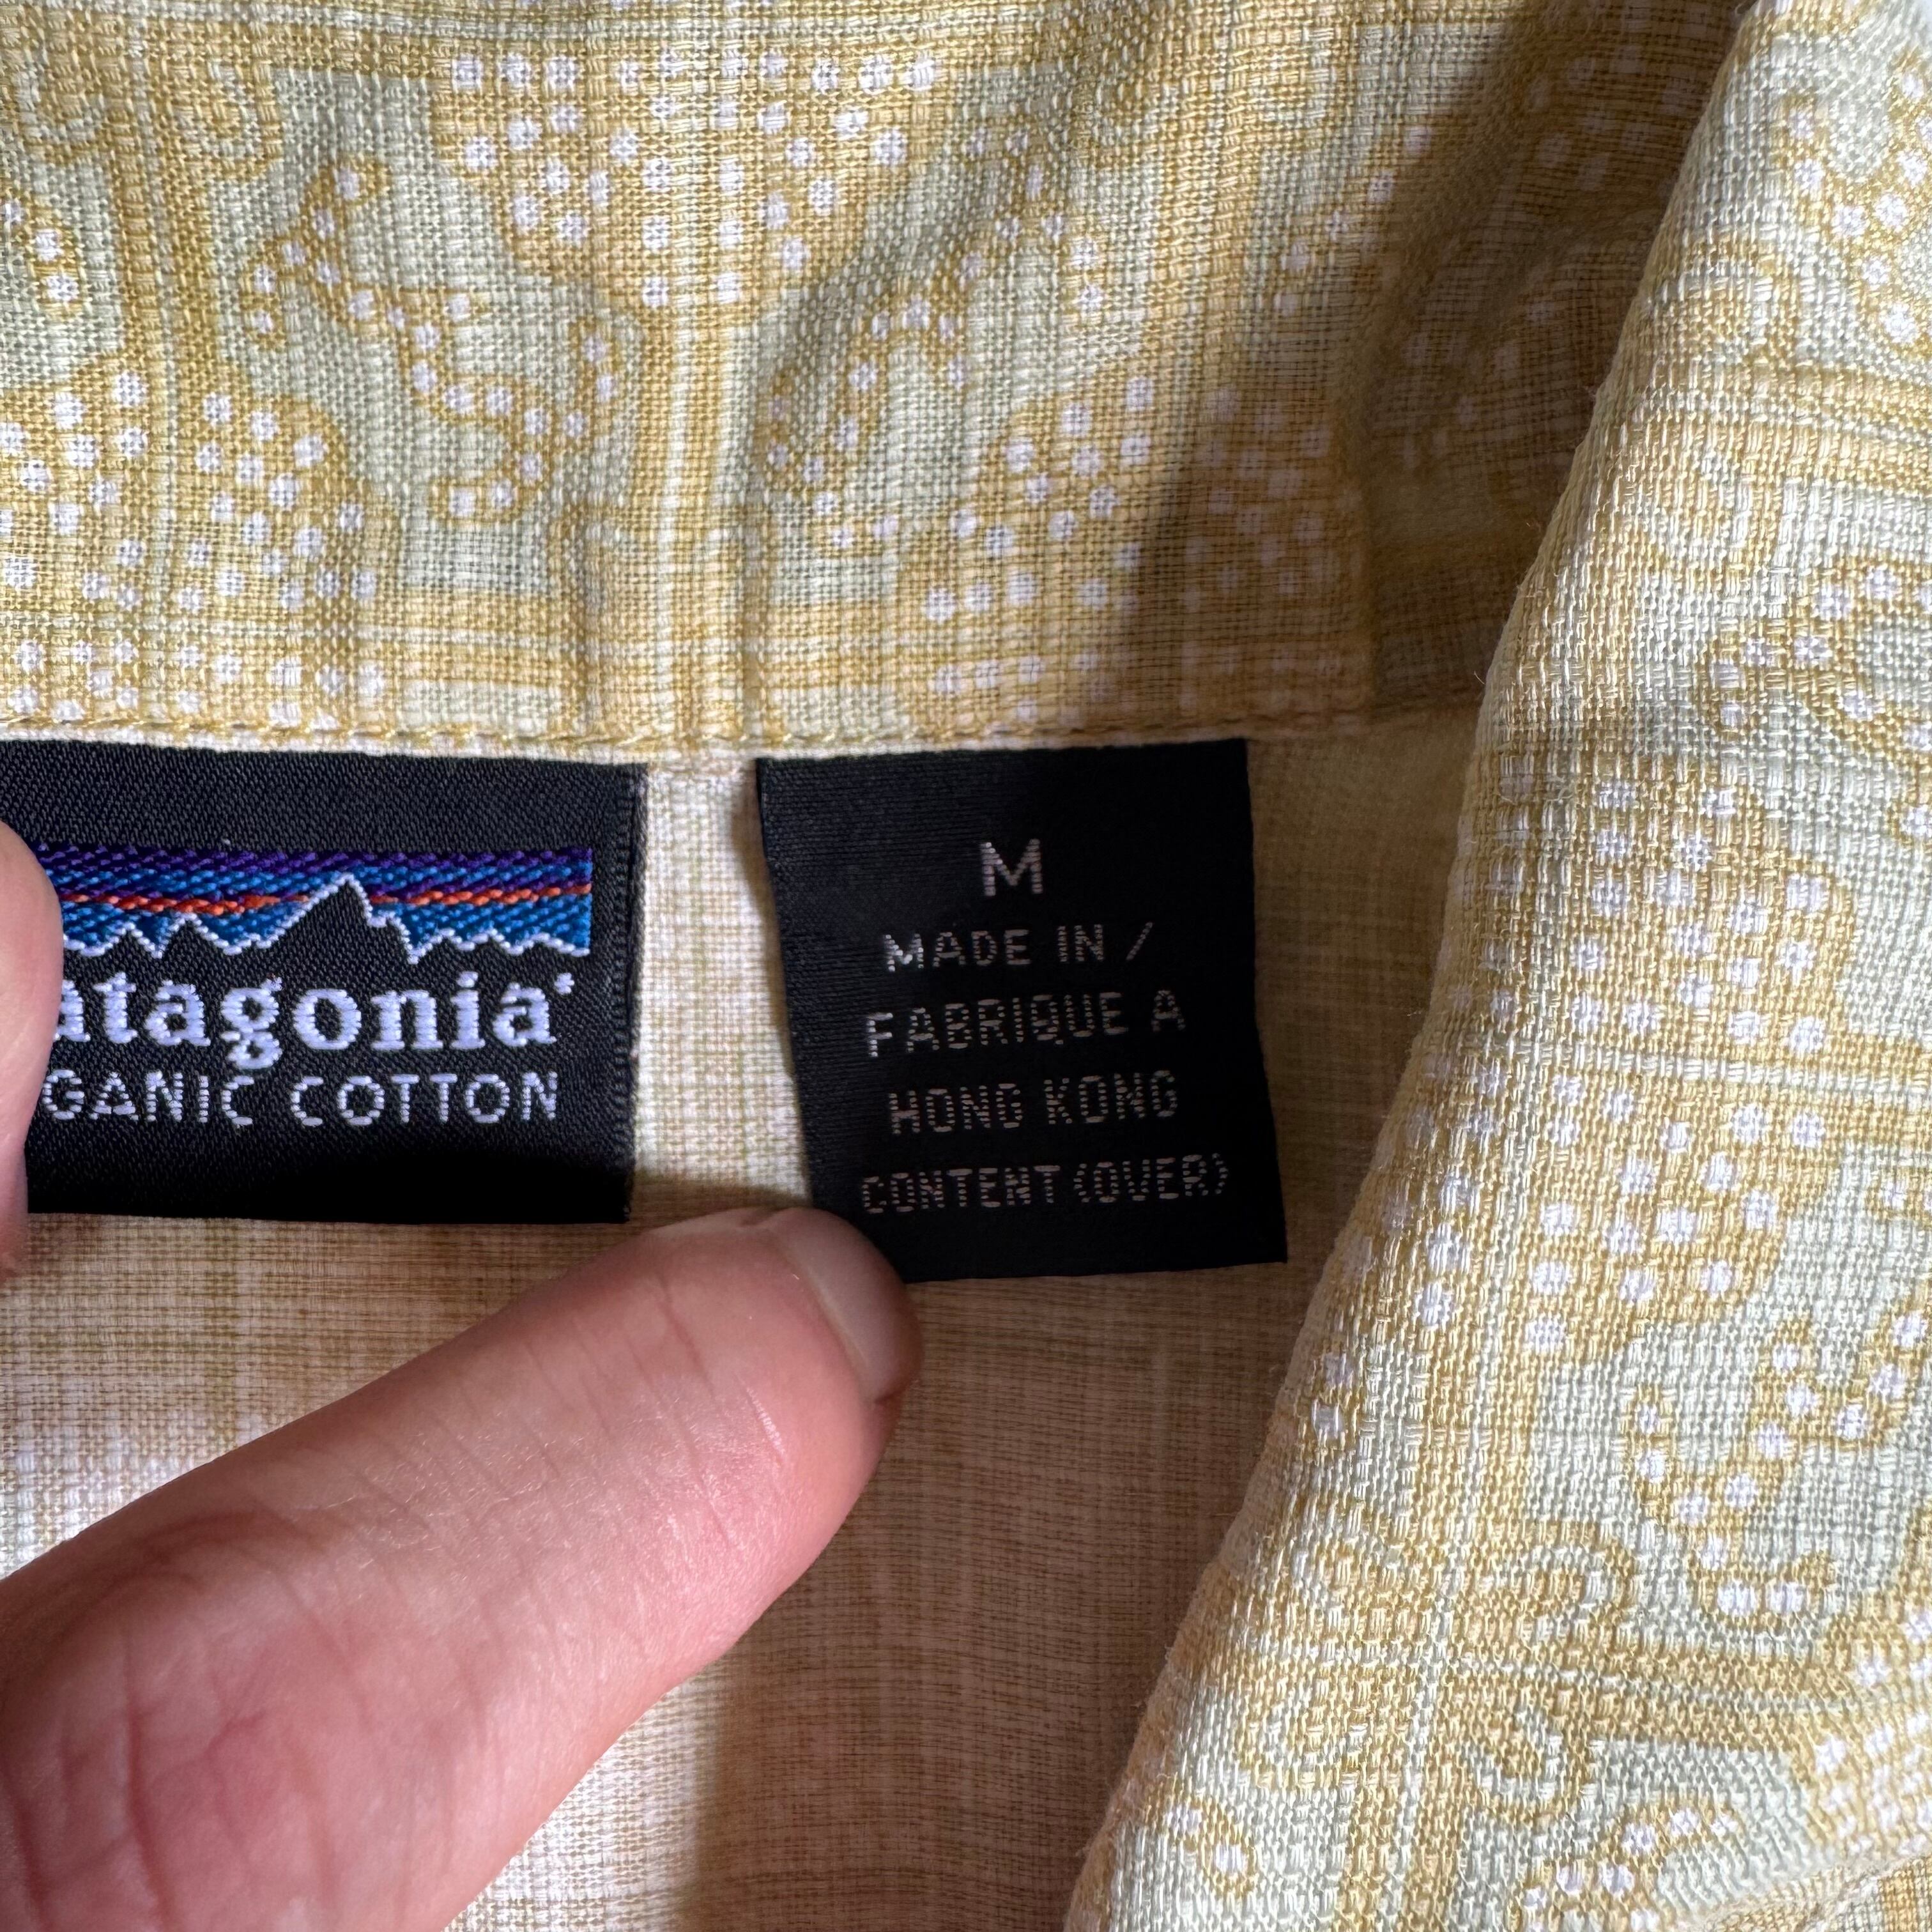 atagonia®
GANIC COTTON
M
MADE IN /
FABRIQUE A
HONG KONG
CONTENT (OVER)